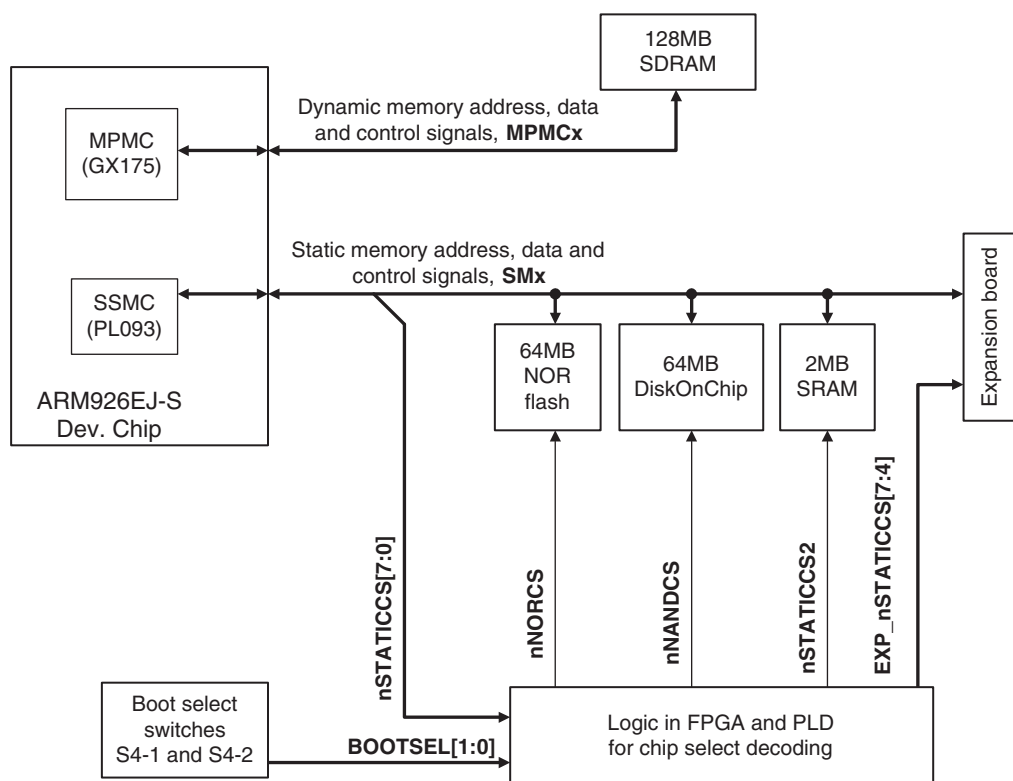 128MB
SDRAM
Dynamic memory address, data
and control signals, MPMCx
MPMC
(GX175)
Static memory address, data and
control signals, SMx
SSMC
(PL093)
ARM926EJ-S
Dev. Chip
64MB
NOR
flash
64MB
DiskOnChip
2MB
SRAM
Expansion board
nSTATICCS[7:0]
nNORCS
nNANDCS
nSTATICCS2
EXP_nSTATICCS[7:4]
Boot select
switches
S4-1 and S4-2
BOOTSEL[1:0]
Logic in FPGA and PLD
for chip select decoding